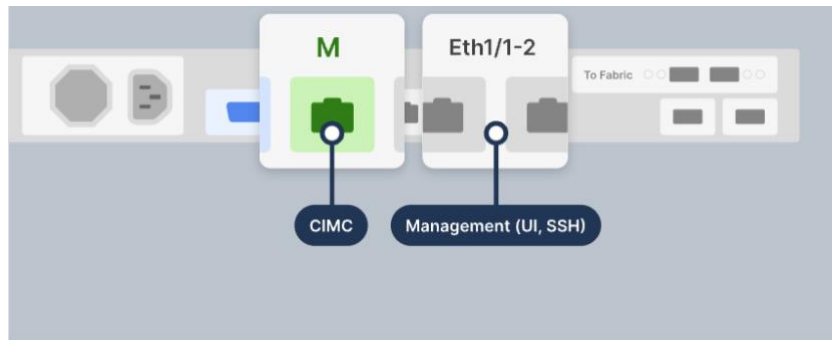 M
Eth1/1-2
To Fabric
CIMC
Management (UI, SSH)